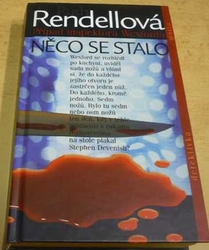 Rendellová
Případ inspektora Wexforda
NĚCO SE STALO
Wexford se rozhlédl
po kuchyni, uviděl
sadu nožů a všiml
si, že do každého
jejího otvoru je
zastrčen jeden nůž.
Do každého, kromě
jednoho. Sedm
nožů. Bylo tu sedm
nebo osm nožů
na stole plakal
Stephen Devenish?
detektivka